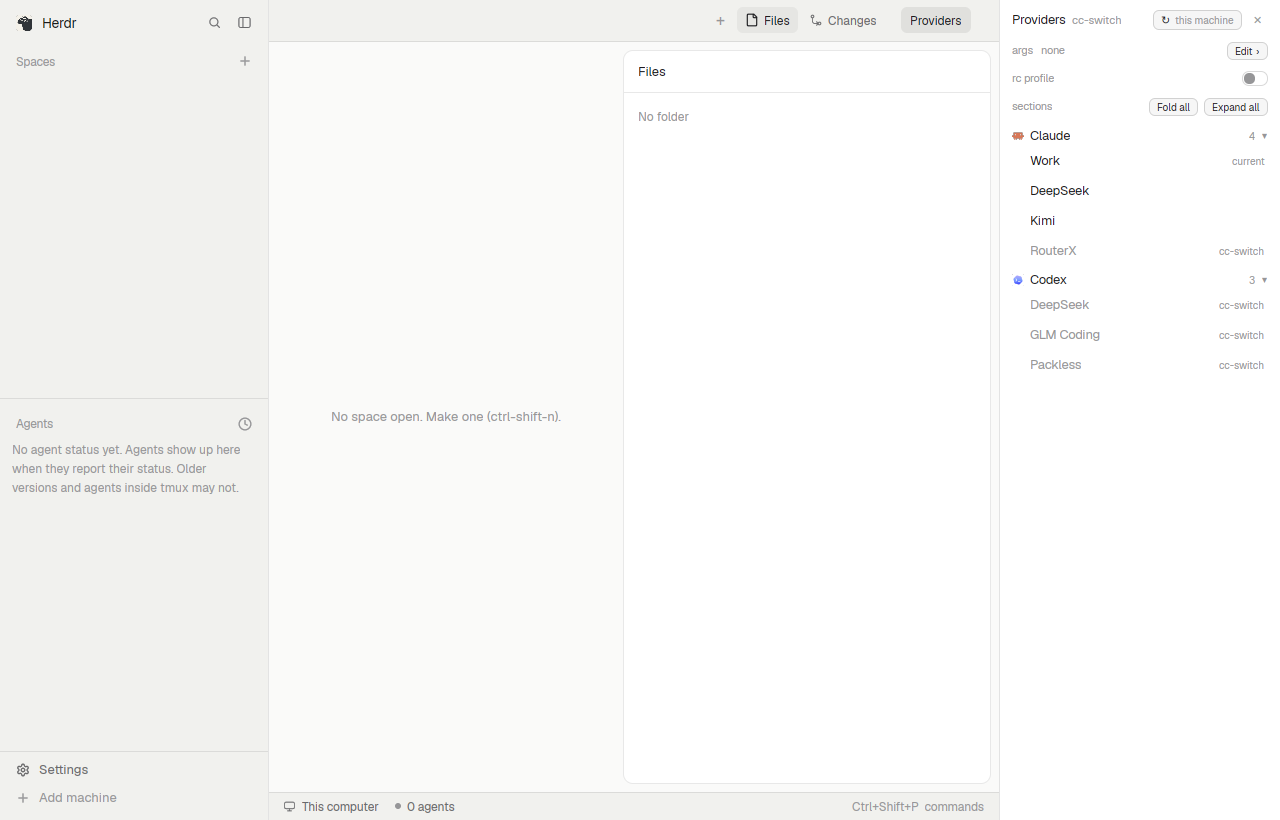 Herdr
Spaces
+
Agents
No agent status yet. Agents show up here
when they report their status. Older
versions and agents inside tmux may not.
Settings
+ Add machine
+ Files Changes Providers
No space open. Make one (ctrl-shift-n).
Files
No folder
This computer 0 agents Ctrl+Shift+P commands
Providers cc-switch ↻ this machine ×
args none Edit ›
rc profile
sections Fold all Expand all
Claude 4 ▾
Work current
DeepSeek
Kimi
RouterX cc-switch
Codex 3 ▾
DeepSeek cc-switch
GLM Coding cc-switch
Packless cc-switch